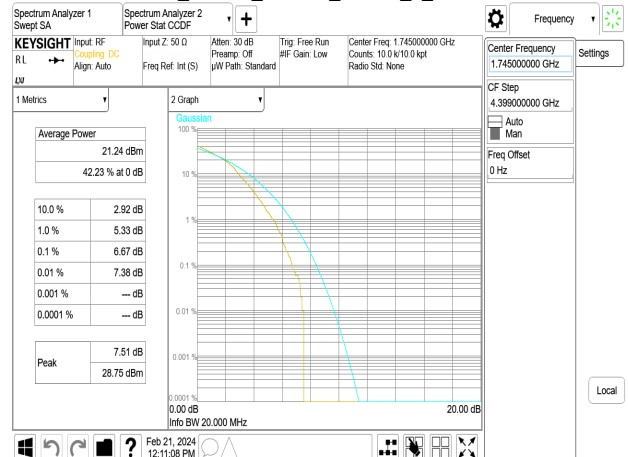 Spectrum Analyzer 1
Swept SA
Spectrum Analyzer 2
Power Stat CCDF
Frequency
KEYSIGHT
R L
Input: RF
Coupling: DC
Align: Auto
Input Z: 50 Ω
Freq Ref: Int (S)
Atten: 30 dB
Preamp: Off
µW Path: Standard
Trig: Free Run
#IF Gain: Low
Center Freq: 1.745000000 GHz
Counts: 10.0 k/10.0 kpt
Radio Std: None
Center Frequency
1.745000000 GHz
Settings
CF Step
4.399000000 GHz
Auto
Man
Freq Offset
0 Hz
1 Metrics
2 Graph
Average Power
21.24 dBm
42.23 % at 0 dB
10.0 % 2.92 dB
1.0 % 5.33 dB
0.1 % 6.67 dB
0.01 % 7.38 dB
0.001 % --- dB
0.0001 % --- dB
Peak
7.51 dB
28.75 dBm
Gaussian
100 %
10 %
1 %
0.1 %
0.01 %
0.001 %
0.0001 %
0.00 dB 20.00 dB
Info BW 20.000 MHz
Local
Feb 21, 2024
12:11:08 PM